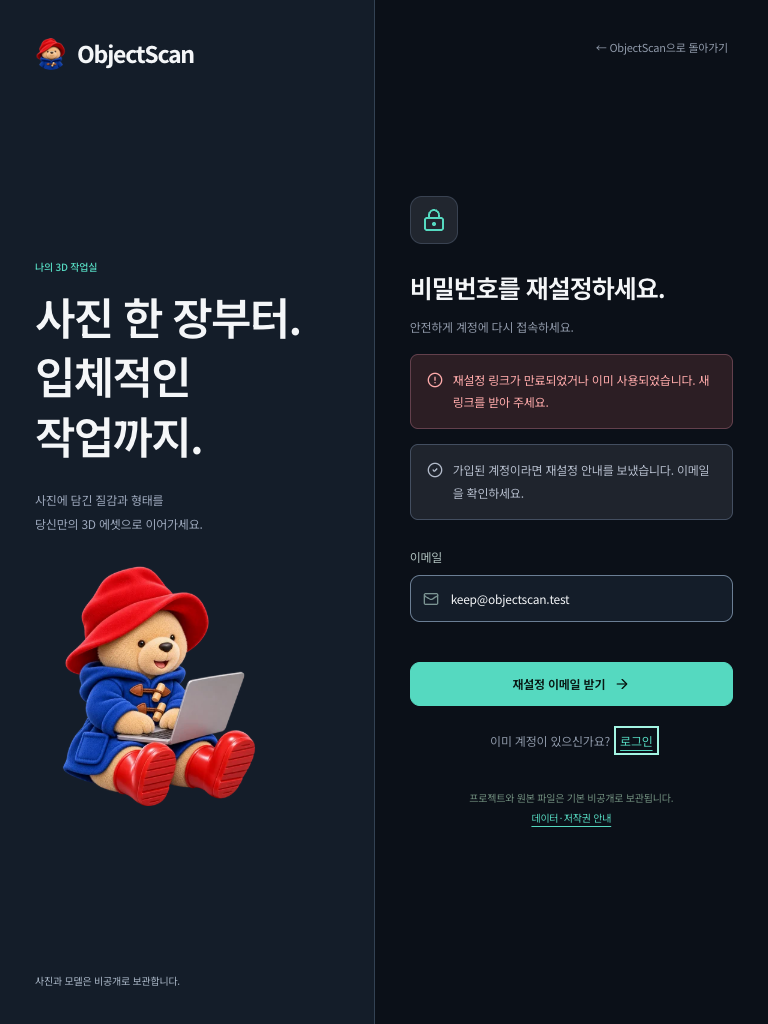 ObjectScan
← ObjectScan으로 돌아가기
나의 3D 작업실
사진 한 장부터.
입체적인
작업까지.
사진에 담긴 질감과 형태를
당신만의 3D 에셋으로 이어가세요.
사진과 모델은 비공개로 보관합니다.
비밀번호를 재설정하세요.
안전하게 계정에 다시 접속하세요.
재설정 링크가 만료되었거나 이미 사용되었습니다. 새
링크를 받아 주세요.
가입된 계정이라면 재설정 안내를 보냈습니다. 이메일
을 확인하세요.
이메일
keep@objectscan.test
재설정 이메일 받기 →
이미 계정이 있으신가요? 로그인
프로젝트와 원본 파일은 기본 비공개로 보관됩니다.
데이터·저작권 안내